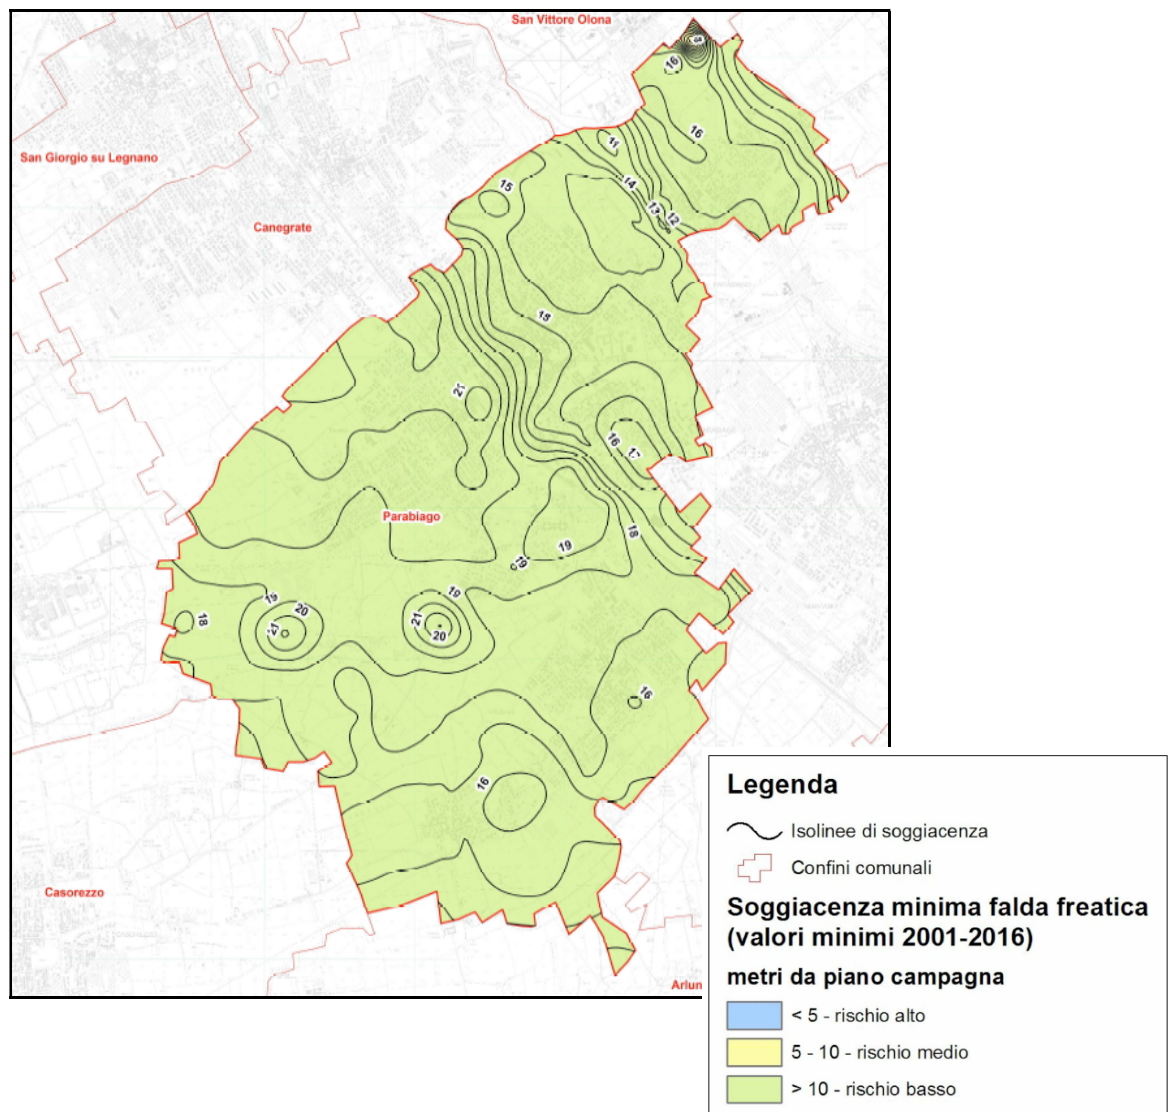 San Vittore Olona
16
16
11
San Giorgio su Legnano
14
15
13
12
Canegrate
18
21
16
17
Parabiago
18
19
19
19
20
21
19
21
20
18
16
16
Casorezzo
Arlun
Legenda
Isolinee di soggiacenza
Confini comunali
Soggiacenza minima falda freatica
(valori minimi 2001-2016)
metri da piano campagna
< 5 - rischio alto
5 - 10 - rischio medio
> 10 - rischio basso